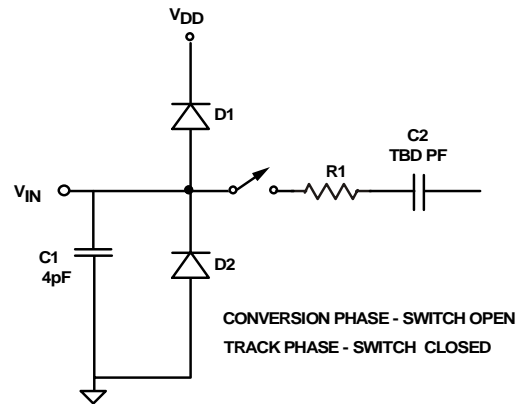 VDD
D1
C2
TBD PF
R1
VIN
C1
4pF
D2
CONVERSION PHASE - SWITCH OPEN
TRACK PHASE - SWITCH CLOSED